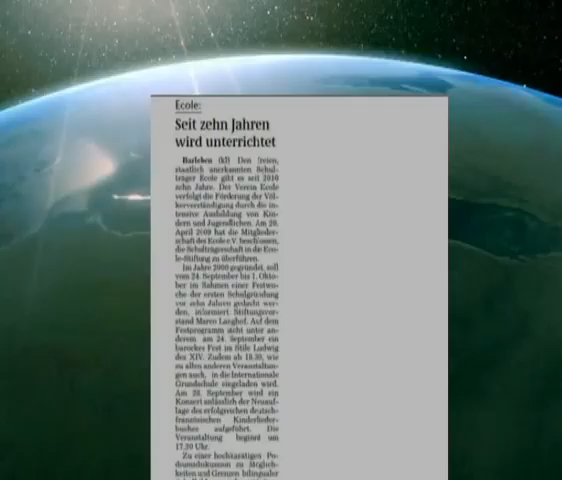 École:
Seit zehn Jahren
wird unterrichtet
Barleben (kf) Den freien,
staatlich anerkannten Schul-
träger Ecole gibt es seit 2010
zehn Jahre. Der Verein Ecole
verfolgt die Förderung der Völ-
kerverständigung durch die in-
tensive Ausbildung von Kin-
dern und Jugendlichen. Am 20.
April 2009 hat die Mitglieder-
schaft des Ecole e.V. beschlossen,
die Schulträgerschaft in die Eco-
le-Stiftung zu überführen.
Im Jahre 2000 gegründet, soll
vom 24. September bis 1. Okto-
ber im Rahmen einer Festwo-
che der ersten Schulgründung
vor zehn Jahren gedacht wer-
den, informiert Stiftungsvor-
stand Marco Langhof. Auf dem
Festprogramm steht unter an-
derem am 24. September ein
barockes Fest im Stile Ludwig
des XIV. Zudem ab 18.30, wie
zu allen anderen Veranstaltun-
gen auch, in die Internationale
Grundschule eingeladen wird.
Am 28. September wird ein
Konzert anlässlich der Neuauf-
lage des erfolgreichen deutsch-
französischen Kinderlieder-
buches aufgeführt. Die
Veranstaltung beginnt um
17.30 Uhr.
Zu einer hochkarätigen Po-
diumsdiskussion zu Möglich-
keiten und Grenzen bilingualer